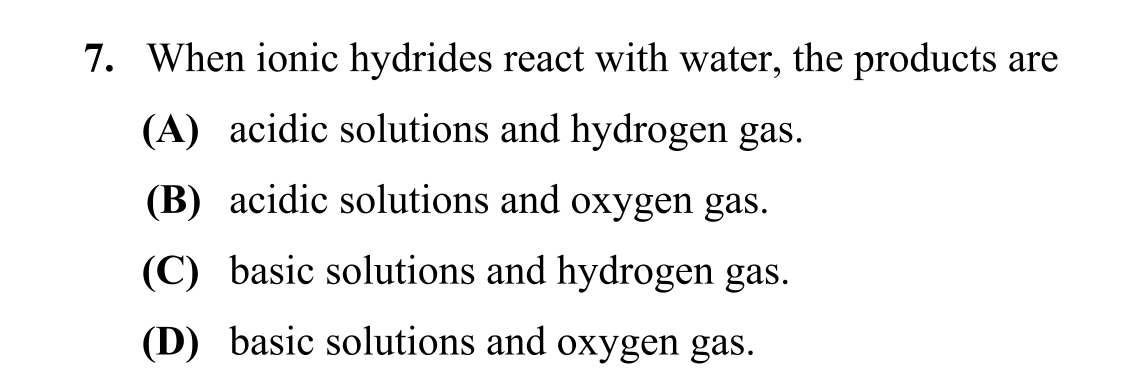 7. When ionic hydrides react with water, the products are
(A) acidic solutions and hydrogen gas.
(B) acidic solutions and oxygen gas.
(C) basic solutions and hydrogen gas.
(D) basic solutions and oxygen gas.